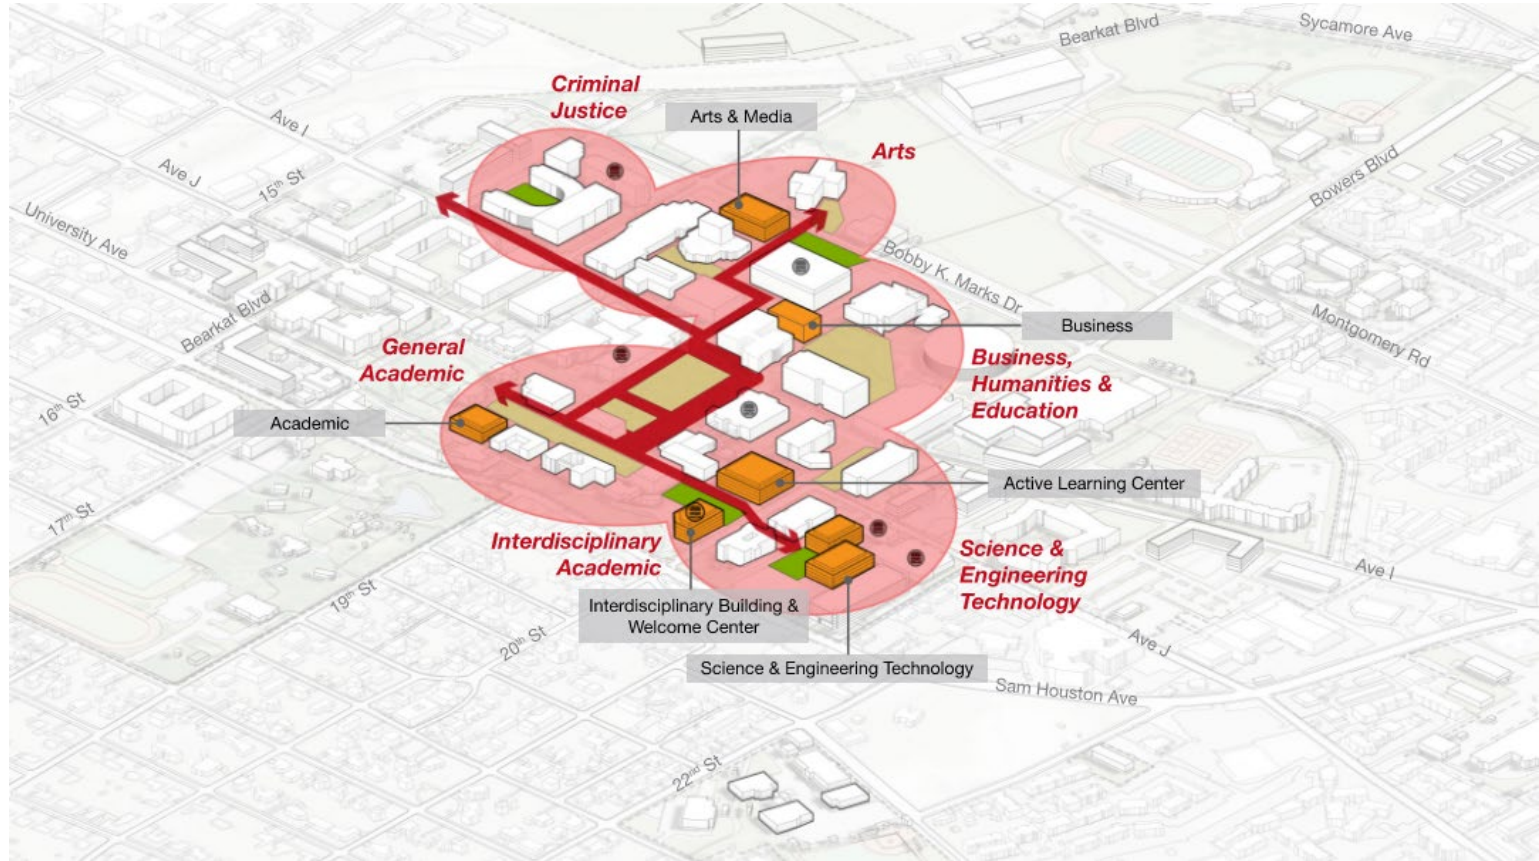 Bearkat Blvd
Sycamore Ave
Criminal
Justice
Arts & Media
Ave I
Arts
Ave J
15th St
Bowers Blvd
University Ave
Bobby K. Marks Dr
Bearkat Blvd
Business
Montgomery Rd
General
Academic
Business,
Humanities &
Education
16th St
Academic
Active Learning Center
17th St
Interdisciplinary
Academic
Science &
Engineering
Technology
Ave I
19th St
Interdisciplinary Building &
Welcome Center
20th St
Ave J
Science & Engineering Technology
Sam Houston Ave
22nd St